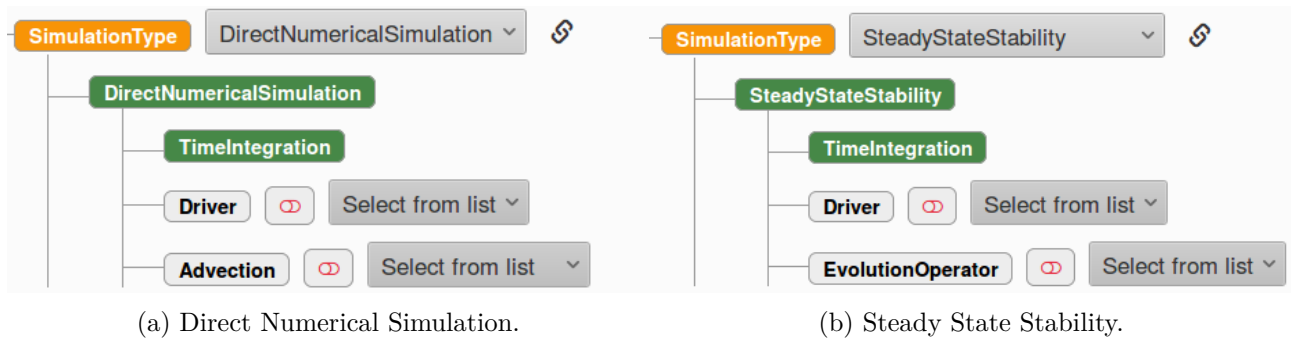 SimulationType DirectNumericalSimulation
DirectNumericalSimulation
TimeIntegration
Driver Select from list
Advection Select from list
(a) Direct Numerical Simulation.
SimulationType SteadyStateStability
SteadyStateStability
TimeIntegration
Driver Select from list
EvolutionOperator Select from list
(b) Steady State Stability.